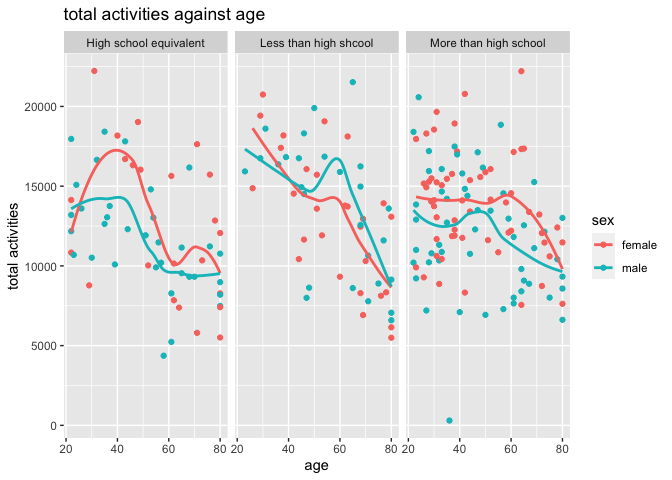 total activities against age
High school equivalent
Less than high shcool
More than high school
total activities
20000
15000
10000
5000
0
20 40 60 80
20 40 60 80
20 40 60 80
age
sex
female
male